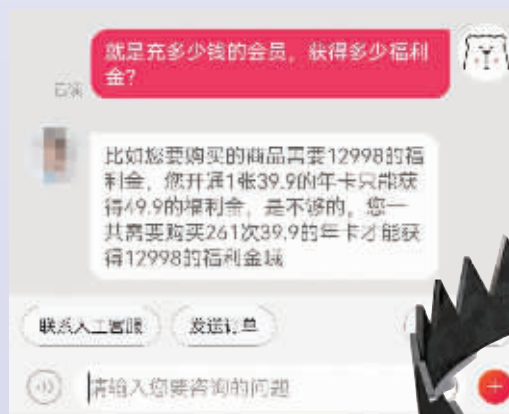 就是充多少钱的会员，获得多少福利
金？
已读
比如您要购买的商品需要12998的福
利金，您开通1张39.9的年卡只能获
得49.9的福利金，是不够的，您一
共需要购买261次39.9的年卡才能获
得12998的福利金哦
联系人工客服
发送订单
请输入您要咨询的问题